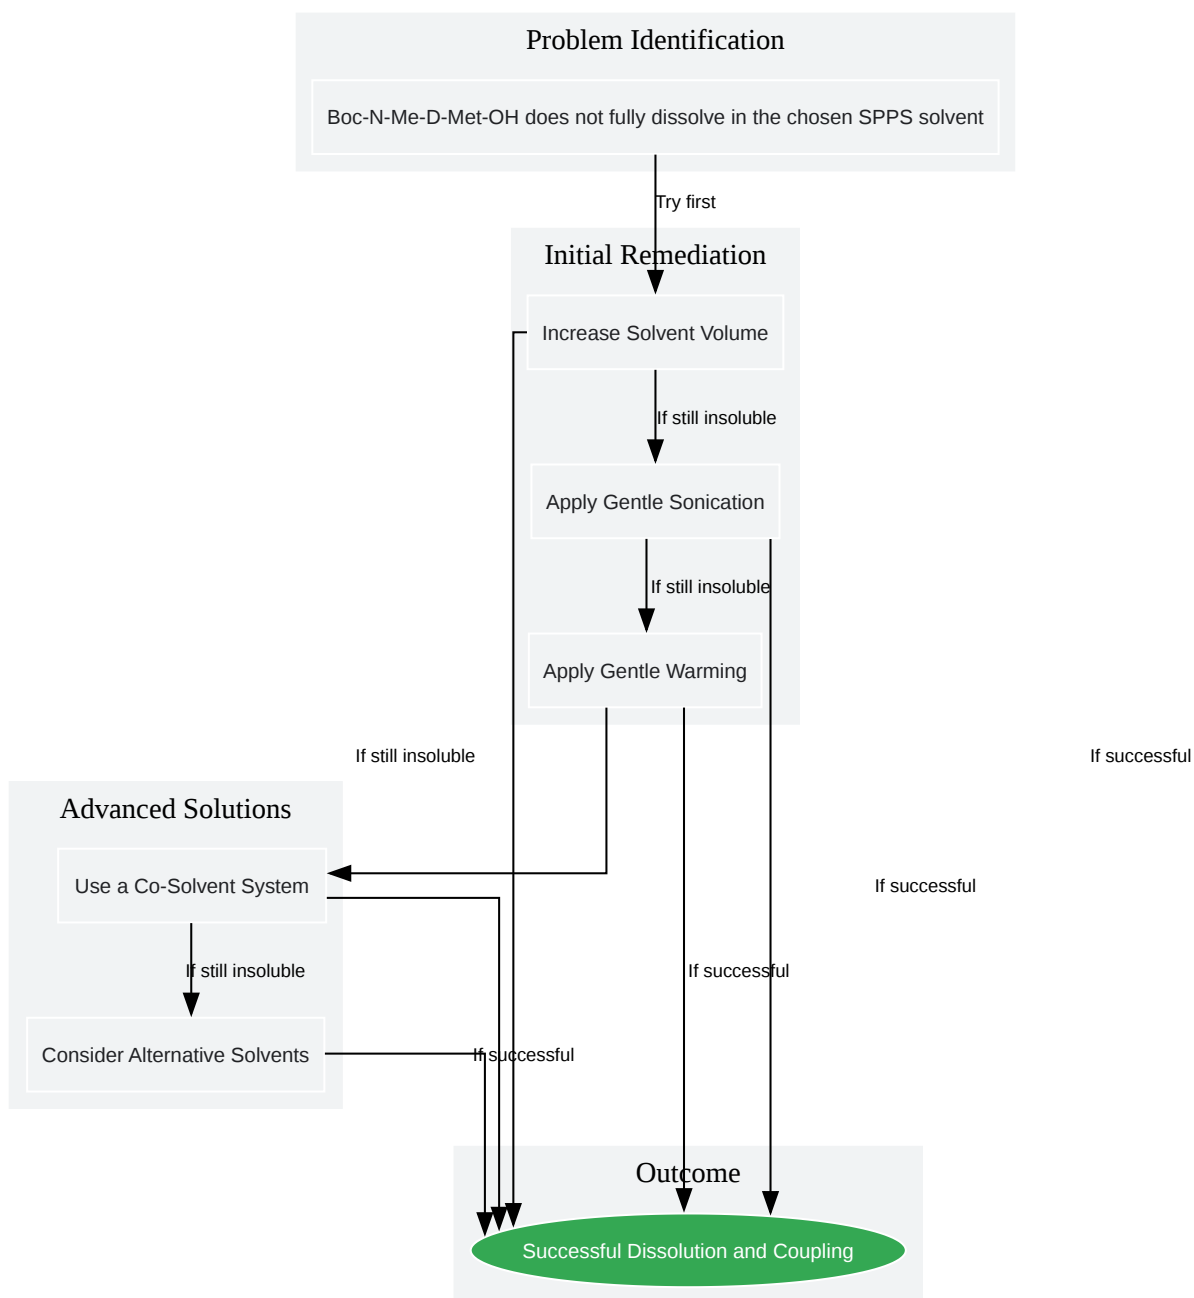 Problem Identification
Boc-N-Me-D-Met-OH does not fully dissolve in the chosen SPPS solvent
Try first
Initial Remediation
Increase Solvent Volume
If still insoluble
Apply Gentle Sonication
If still insoluble
Apply Gentle Warming
If still insoluble
If successful
Advanced Solutions
Use a Co-Solvent System
If successful
If still insoluble
If successful
Consider Alternative Solvents
If successful
Outcome
Successful Dissolution and Coupling